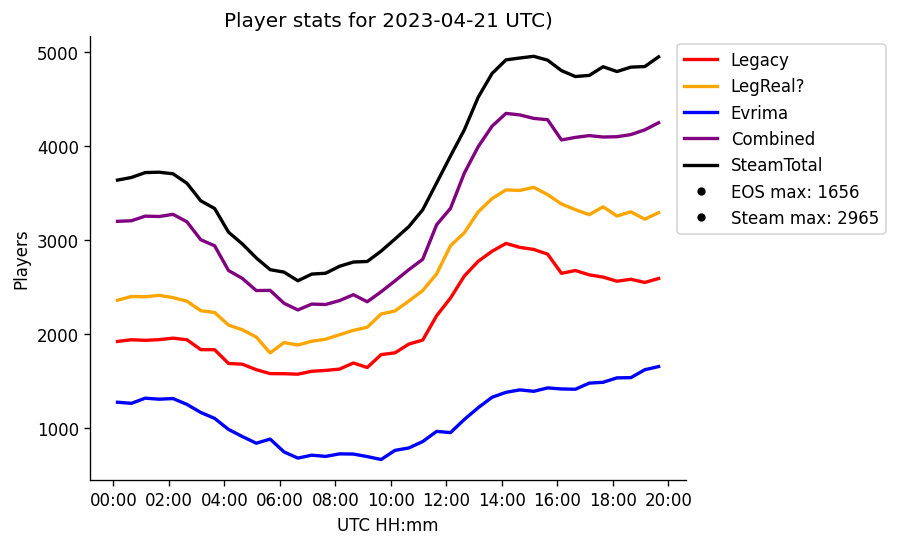 Player stats for 2023-04-21 UTC)
5000
4000
3000
2000
1000
Players
00:00 02:00 04:00 06:00 08:00 10:00 12:00 14:00 16:00 18:00 20:00
UTC HH:mm
Legacy
LegReal?
Evrima
Combined
SteamTotal
EOS max: 1656
Steam max: 2965